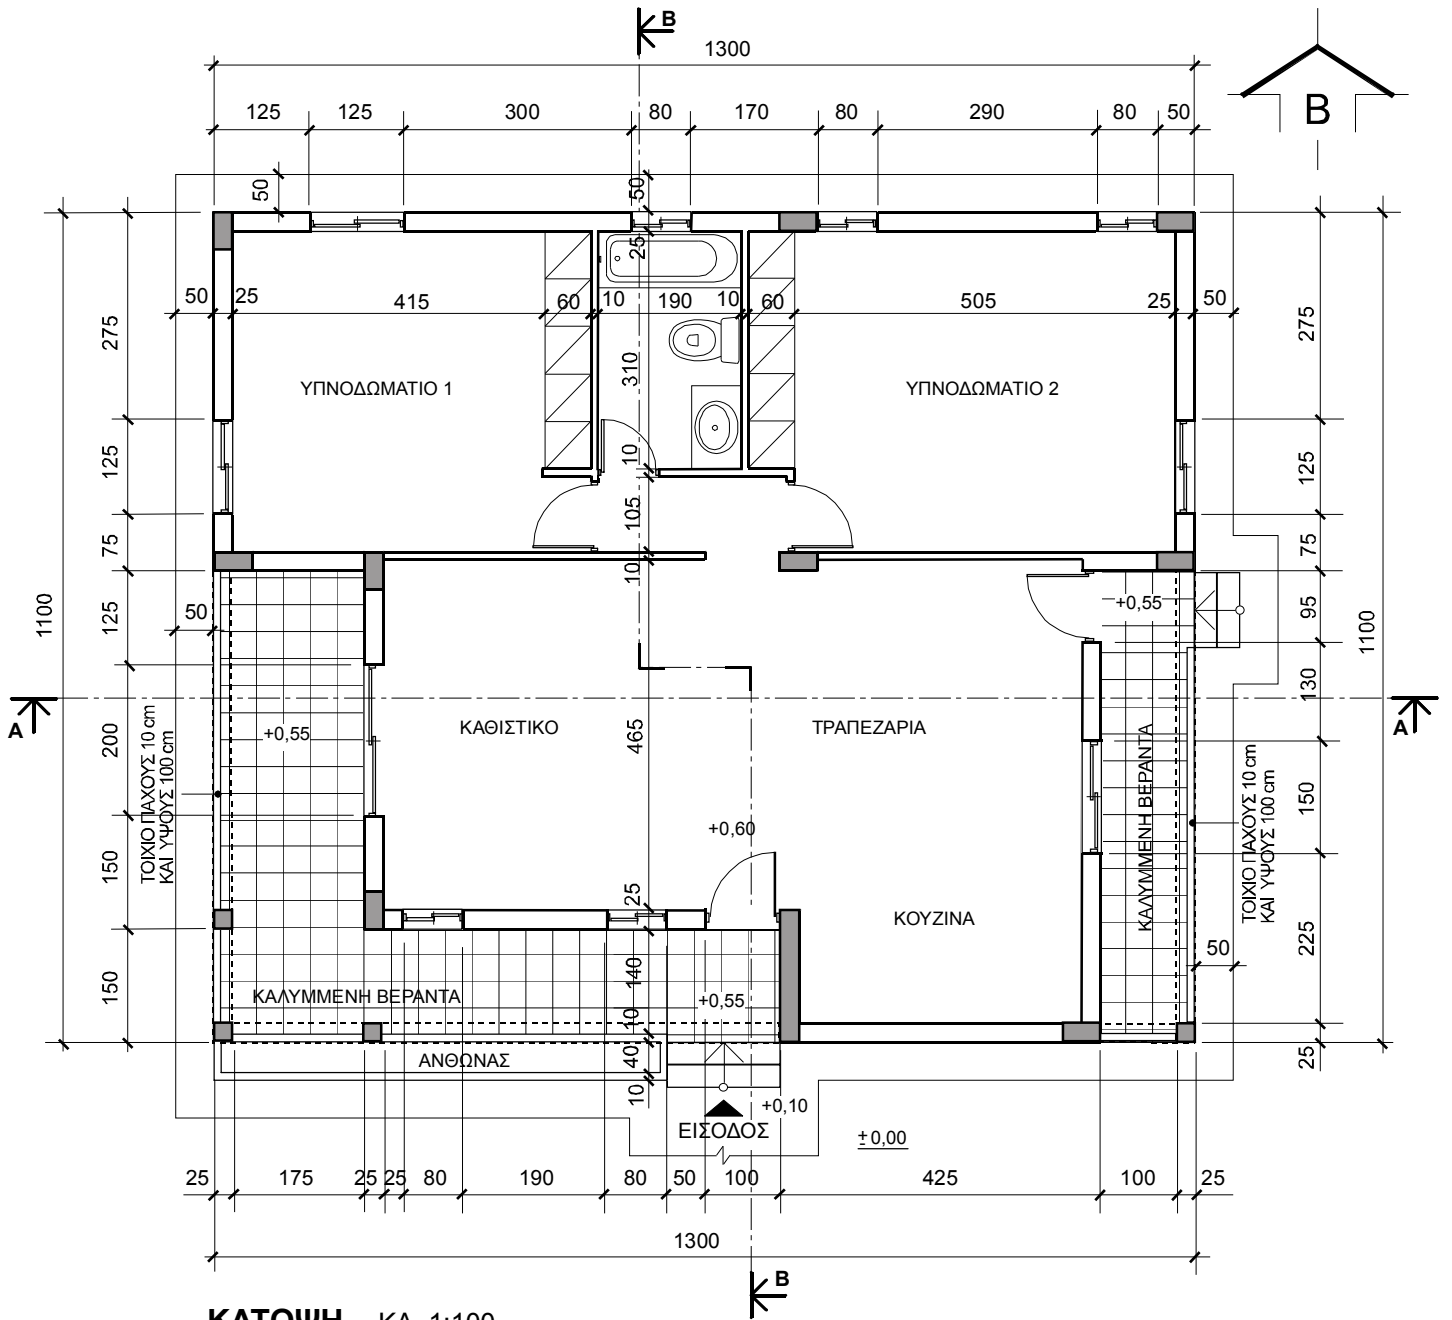 B
1300
125 125 300 80 170 80 290 80 50
B
50 50
25
50 25 415 60 10 190 10 60 505 25 50
275 310 275
ΥΠΝΟΔΩΜΑΤΙΟ 1 ΥΠΝΟΔΩΜΑΤΙΟ 2
125 10 125
75 105 75
10
50 +0,55
1100 125 95 1100
130
A ΚΑΘΙΣΤΙΚΟ 465 ΤΡΑΠΕΖΑΡΙΑ A
200 +0,55
ΤΟΙΧΙΟ ΠΑΧΟΥΣ 10 cm
ΚΑΙ ΥΨΟΥΣ 100 cm
ΚΑΛΥΜΜΕΝΗ ΒΕΡΑΝΤΑ
ΤΟΙΧΙΟ ΠΑΧΟΥΣ 10 cm
ΚΑΙ ΥΨΟΥΣ 100 cm
150
+0,60
150 25
ΚΟΥΖΙΝΑ
225
50
150 140
ΚΑΛΥΜΜΕΝΗ ΒΕΡΑΝΤΑ +0,55
10
40 25
ΑΝΘΩΝΑΣ
10 +0,10
ΕΙΣΟΔΟΣ ±0,00
25 175 25 25 80 190 80 50 100 425 100 25
1300
B
ΚΑΤΟΨΗ ΚΛ. 1:100